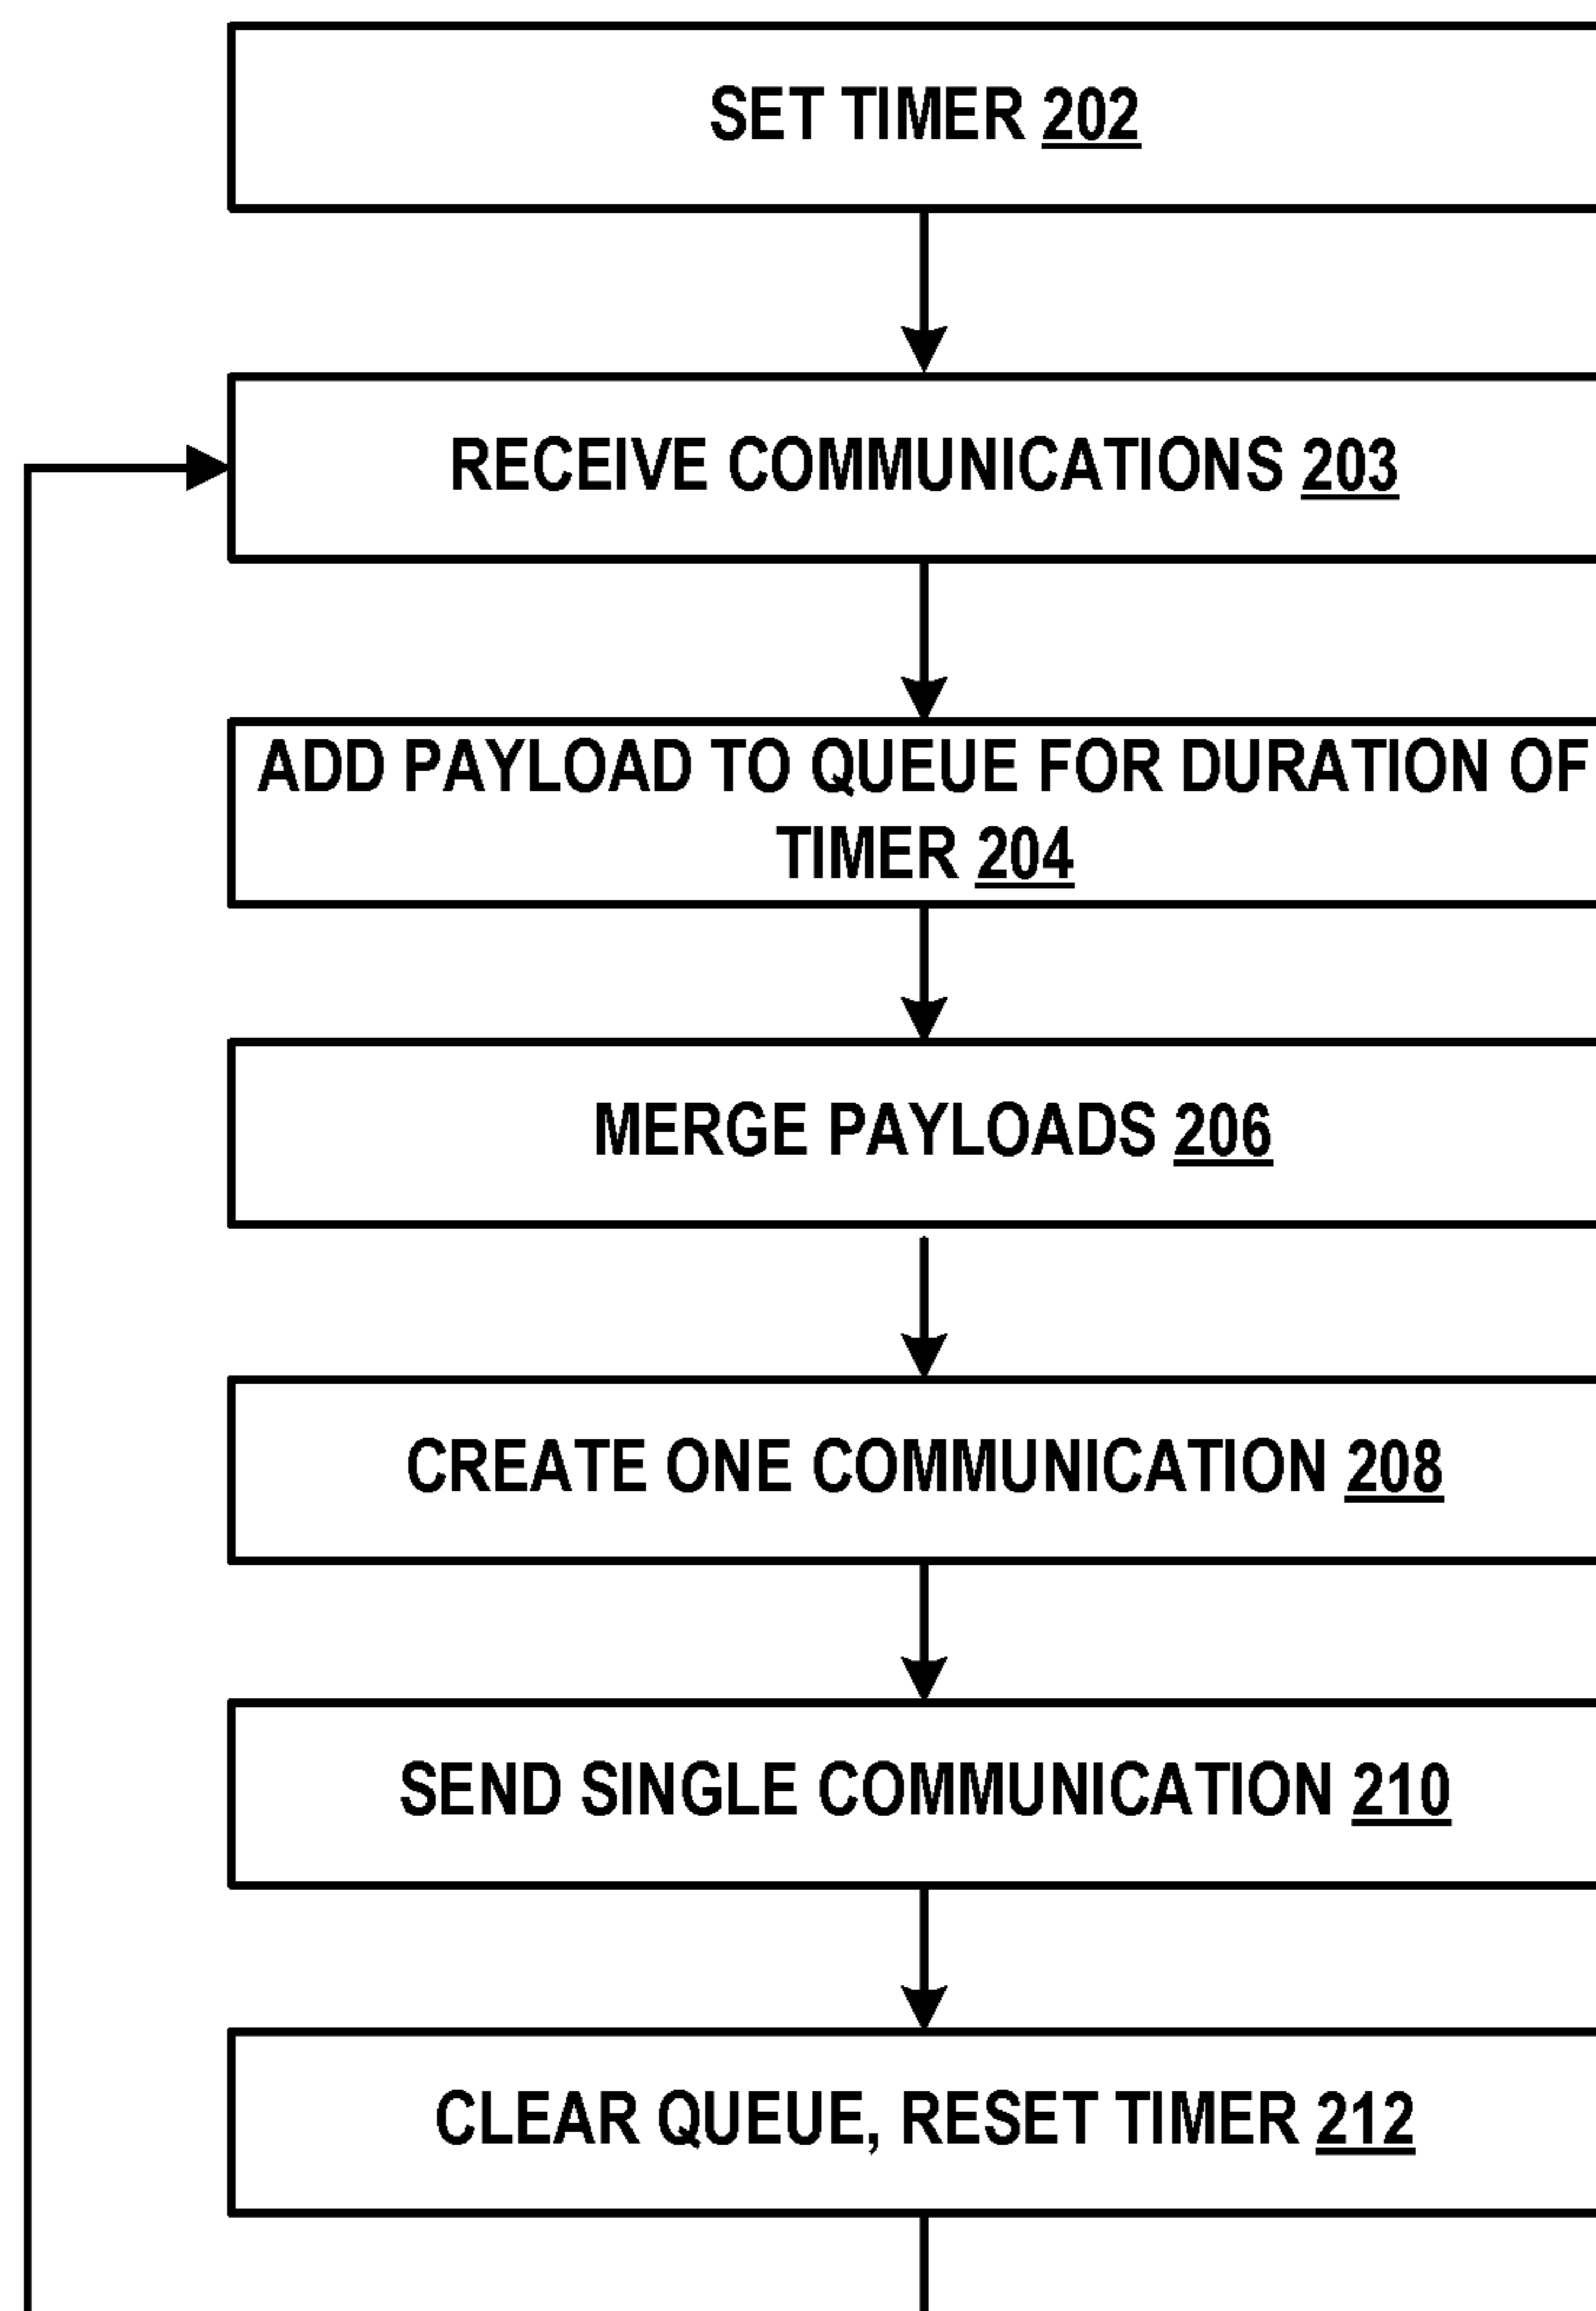 SET TIMER 202
RECEIVE COMMUNICATIONS 203
ADD PAYLOAD TO QUEUE FOR DURATION OF
TIMER 204
MERGE PAYLOADS 206
CREATE ONE COMMUNICATION 208
SEND SINGLE COMMUNICATION 210
CLEAR QUEUE, RESET TIMER 212